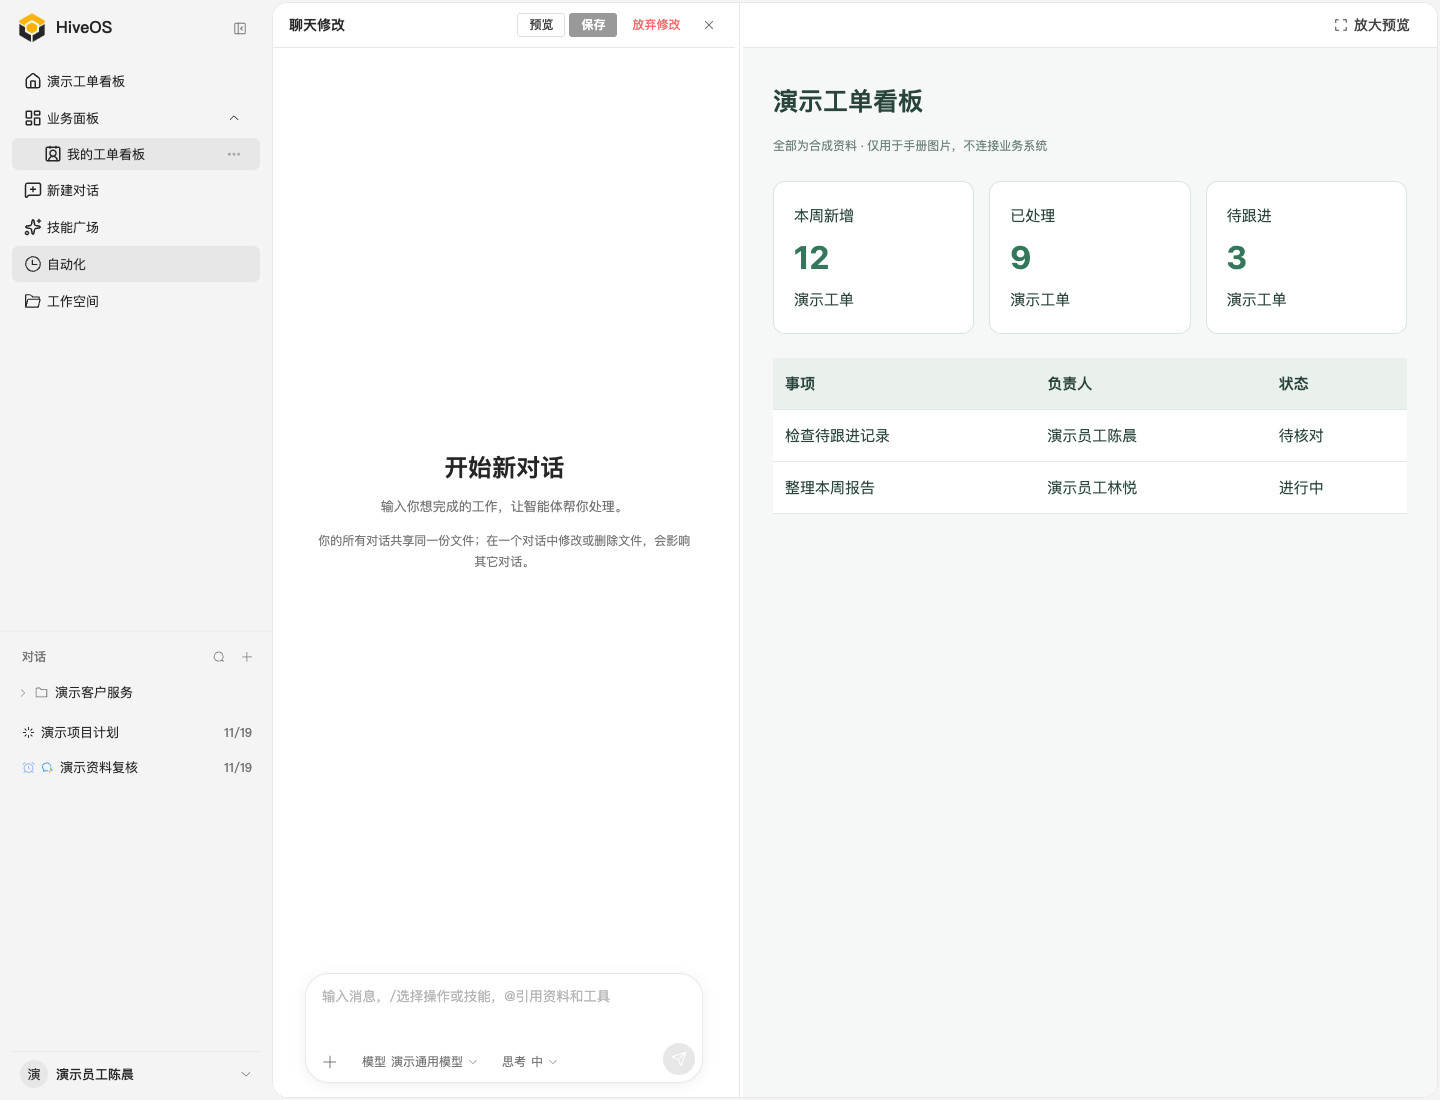 HiveOS
演示工单看板
业务面板
我的工单看板
新建对话
技能广场
自动化
工作空间
对话
演示客户服务
演示项目计划 11/19
演示资料复核 11/19
演 演示员工陈晨
聊天修改 预览 保存 放弃修改
开始新对话
输入你想完成的工作，让智能体帮你处理。
你的所有对话共享同一份文件；在一个对话中修改或删除文件，会影响
其它对话。
输入消息，/选择操作或技能，@引用资料和工具
模型 演示通用模型 思考 中
放大预览
演示工单看板
全部为合成资料 · 仅用于手册图片，不连接业务系统
本周新增 已处理 待跟进
12 9 3
演示工单 演示工单 演示工单
事项 负责人 状态
检查待跟进记录 演示员工陈晨 待核对
整理本周报告 演示员工林悦 进行中